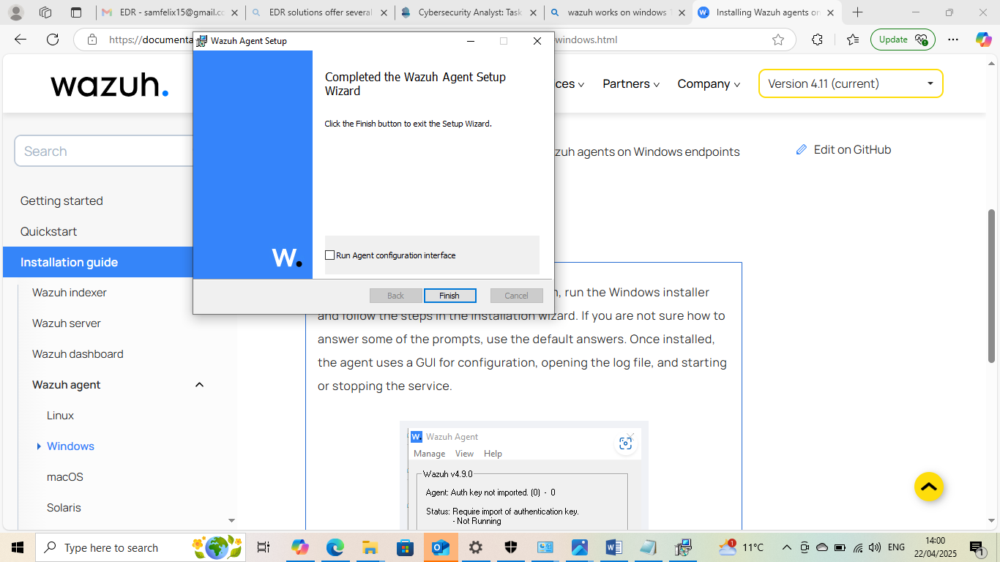 EDR - samfelix15@gmail.cc
EDR solutions offer several
Cybersecurity Analyst: Task
wazuh works on windows
Installing Wazuh agents on
https://documenta
windows.html
Update
Wazuh Agent Setup
Completed the Wazuh Agent Setup
Wizard
Click the Finish button to exit the Setup Wizard.
W.
Run Agent configuration interface
Back
Finish
Cancel
wazuh.
ces
Partners
Company
Version 4.11 (current)
Search
zuh agents on Windows endpoints
Edit on GitHub
Getting started
Quickstart
Installation guide
Wazuh indexer
Wazuh server
Wazuh dashboard
Wazuh agent
Linux
Windows
macOS
Solaris
, run the Windows installer
and follow the steps in the installation wizard. If you are not sure how to
answer some of the prompts, use the default answers. Once installed,
the agent uses a GUI for configuration, opening the log file, and starting
or stopping the service.
W. Wazuh Agent
Manage View Help
Wazuh v4.9.0
Agent: Auth key not imported. (0) - 0
Status: Require import of authentication key.
- Not Running
Type here to search
11°C
ENG
14:00
22/04/2025
1